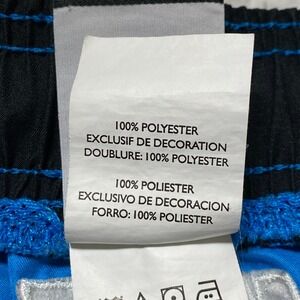 100% POLYESTER
EXCLUSIF DE DECORATION
DOUBLURE: 100% POLYESTER
100% POLIESTER
EXCLUSIVO DE DECORACION
FORRO: 100% POLIESTER